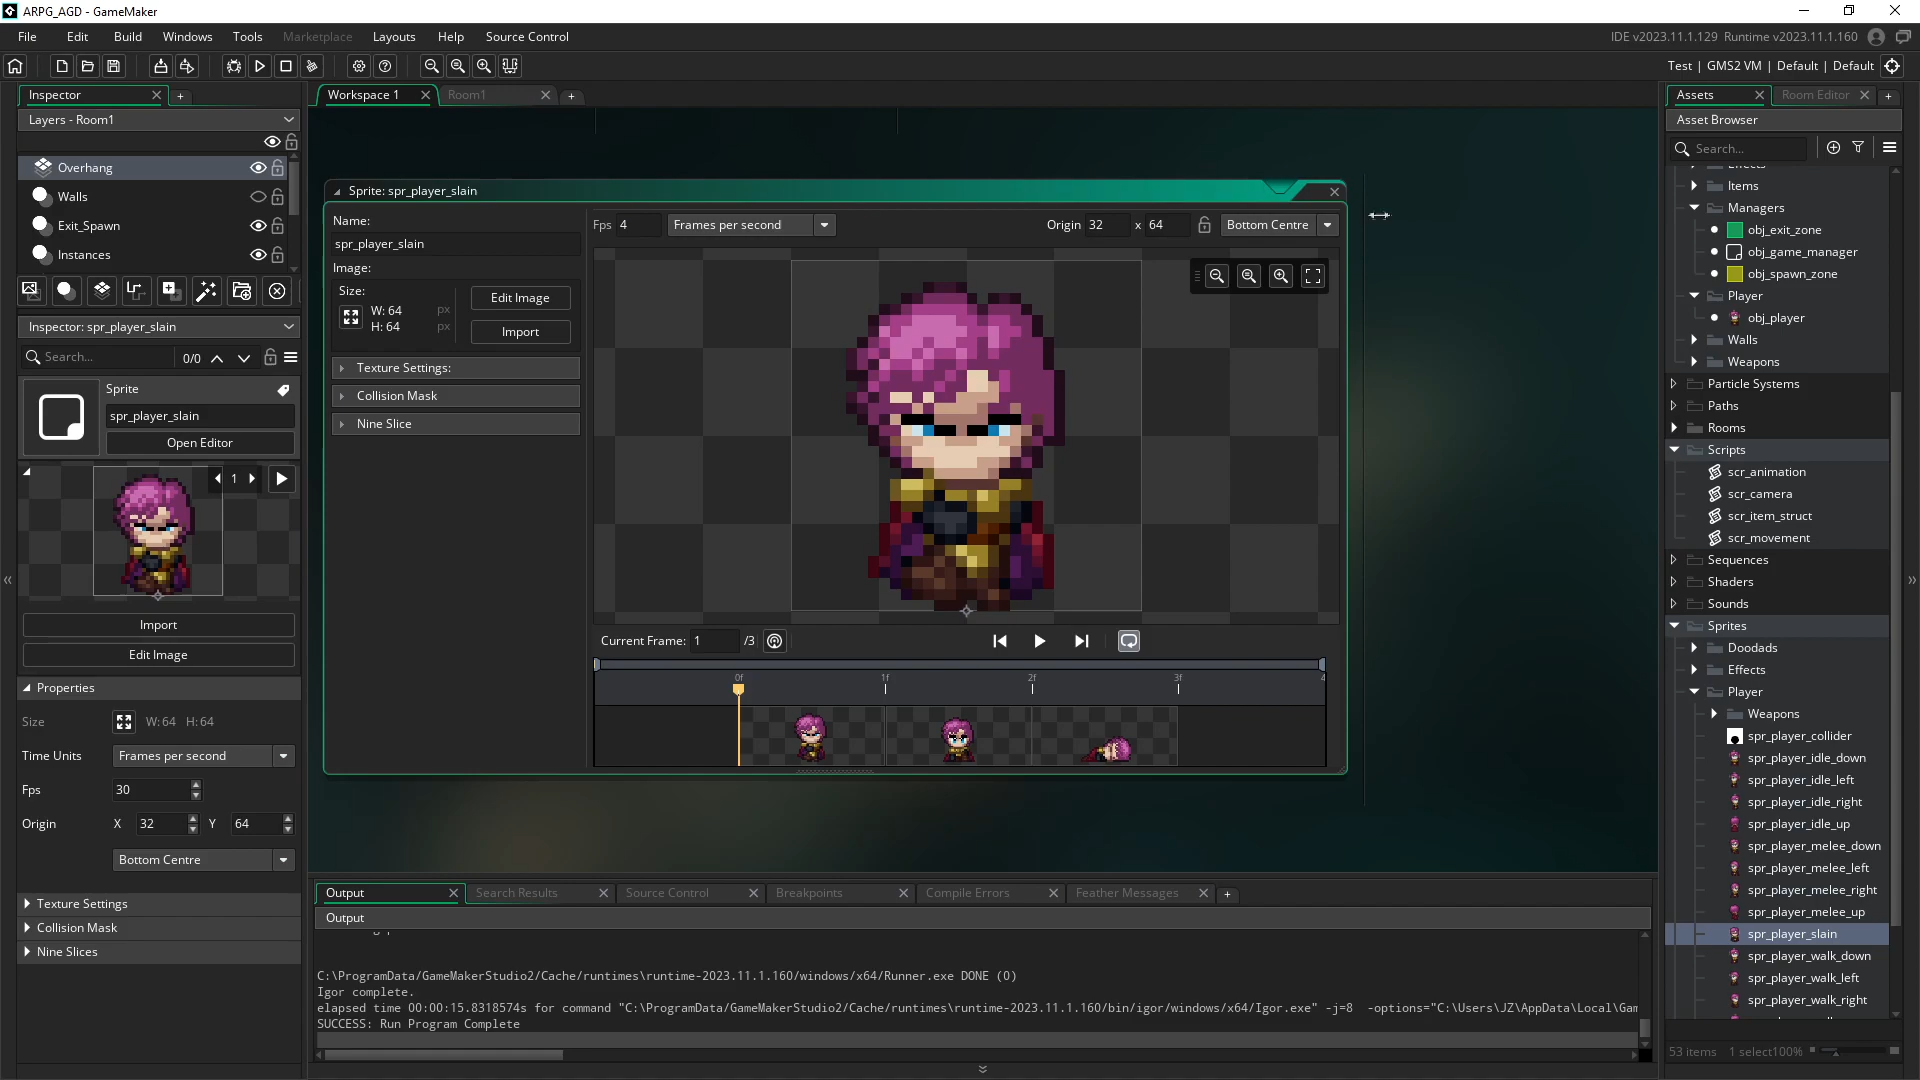 ARPG_AGD - GameMaker
File Edit Build Windows Tools Marketplace Layouts Help Source Control
IDE v2023.11.1.129 Runtime v2023.11.1.160
Test | GMS2 VM | Default | Default
Inspector
Layers - Room1
Overhang
Walls
Exit_Spawn
Instances
Inspector: spr_player_slain
Search...
0/0
Sprite
spr_player_slain
Open Editor
1
Import
Edit Image
Properties
Size W: 64 H: 64
Time Units Frames per second
Fps 30
Origin X 32 Y 64
Bottom Centre
Texture Settings
Collision Mask
Nine Slices
Workspace 1
Room1
Sprite: spr_player_slain
Name:
spr_player_slain
Image:
Size:
W: 64 px
H: 64 px
Edit Image
Import
Texture Settings:
Collision Mask
Nine Slice
Fps 4 Frames per second
Origin 32 x 64 Bottom Centre
Current Frame: 1 /3
0f 1f 2f 3f 4
Output
Search Results
Source Control
Breakpoints
Compile Errors
Feather Messages
Output
C:\ProgramData/GameMakerStudio2/Cache/runtimes\runtime-2023.11.1.160/windows/x64/Runner.exe DONE (0)
Igor complete.
elapsed time 00:00:15.8318574s for command "C:\ProgramData/GameMakerStudio2/Cache/runtimes\runtime-2023.11.1.160/bin/igor/windows/x64/Igor.exe" -j=8 -options="C:\Users\JZ\AppData\Local\Gam
SUCCESS: Run Program Complete
Assets
Room Editor
Asset Browser
Search...
Effects
Items
Managers
obj_exit_zone
obj_game_manager
obj_spawn_zone
Player
obj_player
Walls
Weapons
Particle Systems
Paths
Rooms
Scripts
scr_animation
scr_camera
scr_item_struct
scr_movement
Sequences
Shaders
Sounds
Sprites
Doodads
Effects
Player
Weapons
spr_player_collider
spr_player_idle_down
spr_player_idle_left
spr_player_idle_right
spr_player_idle_up
spr_player_melee_down
spr_player_melee_left
spr_player_melee_right
spr_player_melee_up
spr_player_slain
spr_player_walk_down
spr_player_walk_left
spr_player_walk_right
53 items 1 select100%